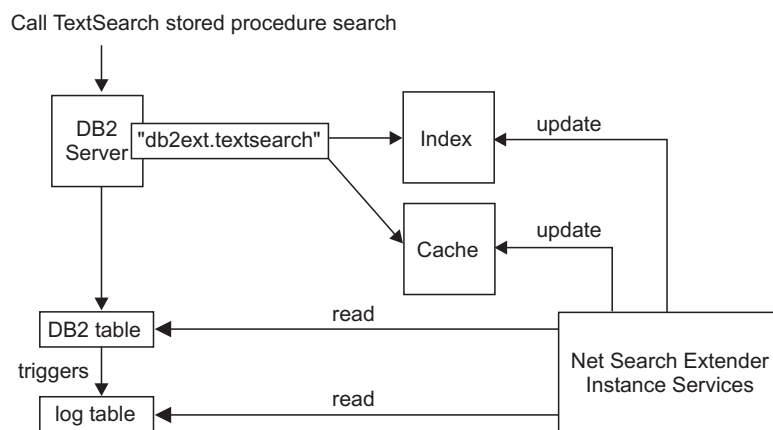 Call TextSearch stored procedure search
DB2
Server
"db2ext.textsearch"
Index
update
Cache
update
DB2 table
read
triggers
log table
read
Net Search Extender
Instance Services